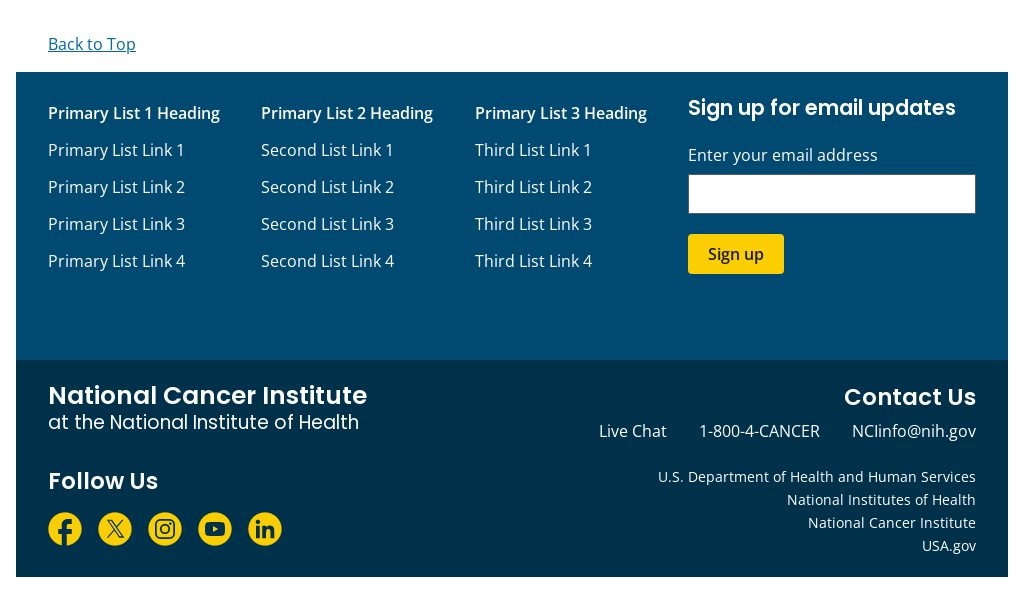 Back to Top
Primary List 1 Heading
Primary List Link 1
Primary List Link 2
Primary List Link 3
Primary List Link 4
Primary List 2 Heading
Second List Link 1
Second List Link 2
Second List Link 3
Second List Link 4
Primary List 3 Heading
Third List Link 1
Third List Link 2
Third List Link 3
Third List Link 4
Sign up for email updates
Enter your email address
Sign up
National Cancer Institute
at the National Institute of Health
Follow Us
Contact Us
Live Chat 1-800-4-CANCER NCIinfo@nih.gov
U.S. Department of Health and Human Services
National Institutes of Health
National Cancer Institute
USA.gov